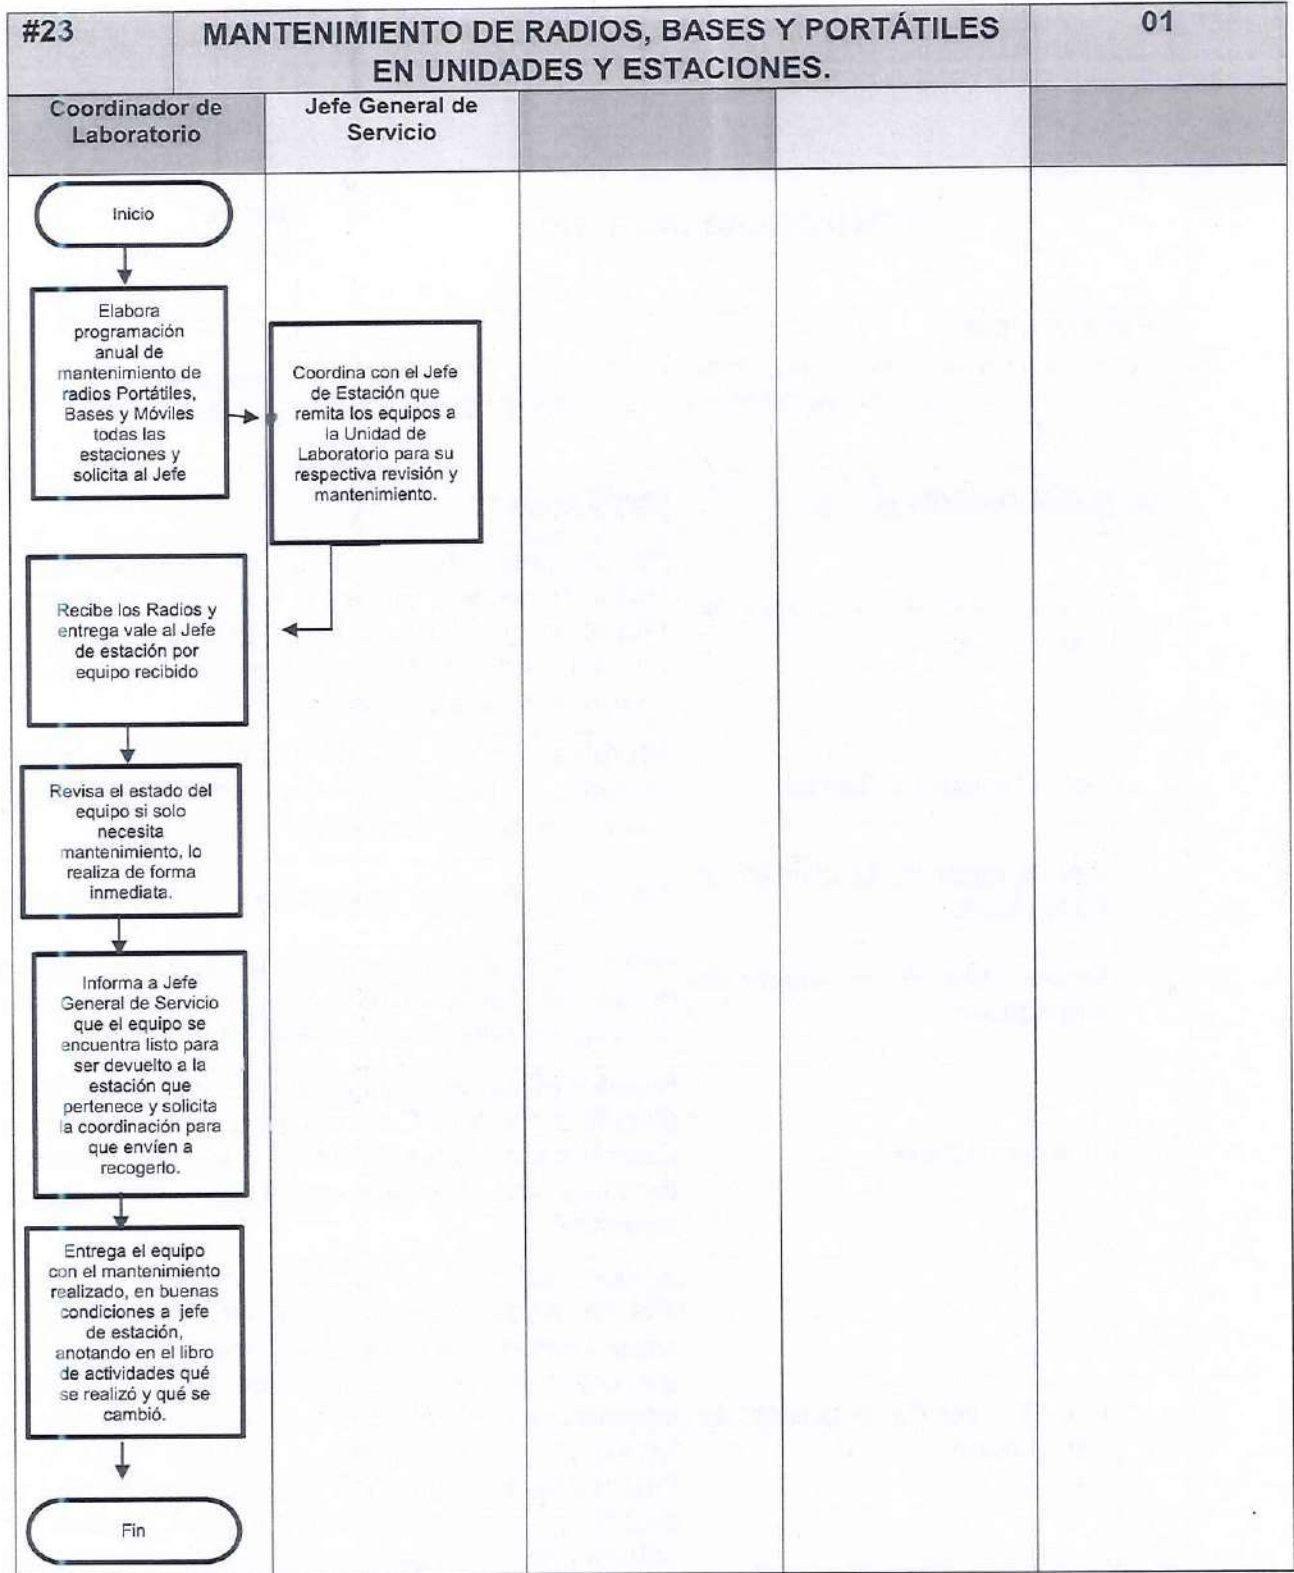 #23
MANTENIMIENTO DE RADIOS, BASES Y PORTÁTILES
EN UNIDADES Y ESTACIONES.
01
Coordinador de
Laboratorio
Jefe General de
Servicio
Inicio
Elabora
programación
anual de
mantenimiento de
radios Portátiles,
Bases y Móviles
todas las
estaciones y
solicita al Jefe
Coordina con el Jefe
de Estación que
remita los equipos a
la Unidad de
Laboratorio para su
respectiva revisión y
mantenimiento.
Recibe los Radios y
entrega vale al Jefe
de estación por
equipo recibido
Revisa el estado del
equipo si solo
necesita
mantenimiento, lo
realiza de forma
inmediata.
Informa a Jefe
General de Servicio
que el equipo se
encuentra listo para
ser devuelto a la
estación que
pertenece y solicita
la coordinación para
que envíen a
recogerlo.
Entrega el equipo
con el mantenimiento
realizado, en buenas
condiciones a jefe
de estación,
anotando en el libro
de actividades qué
se realizó y qué se
cambió.
Fin